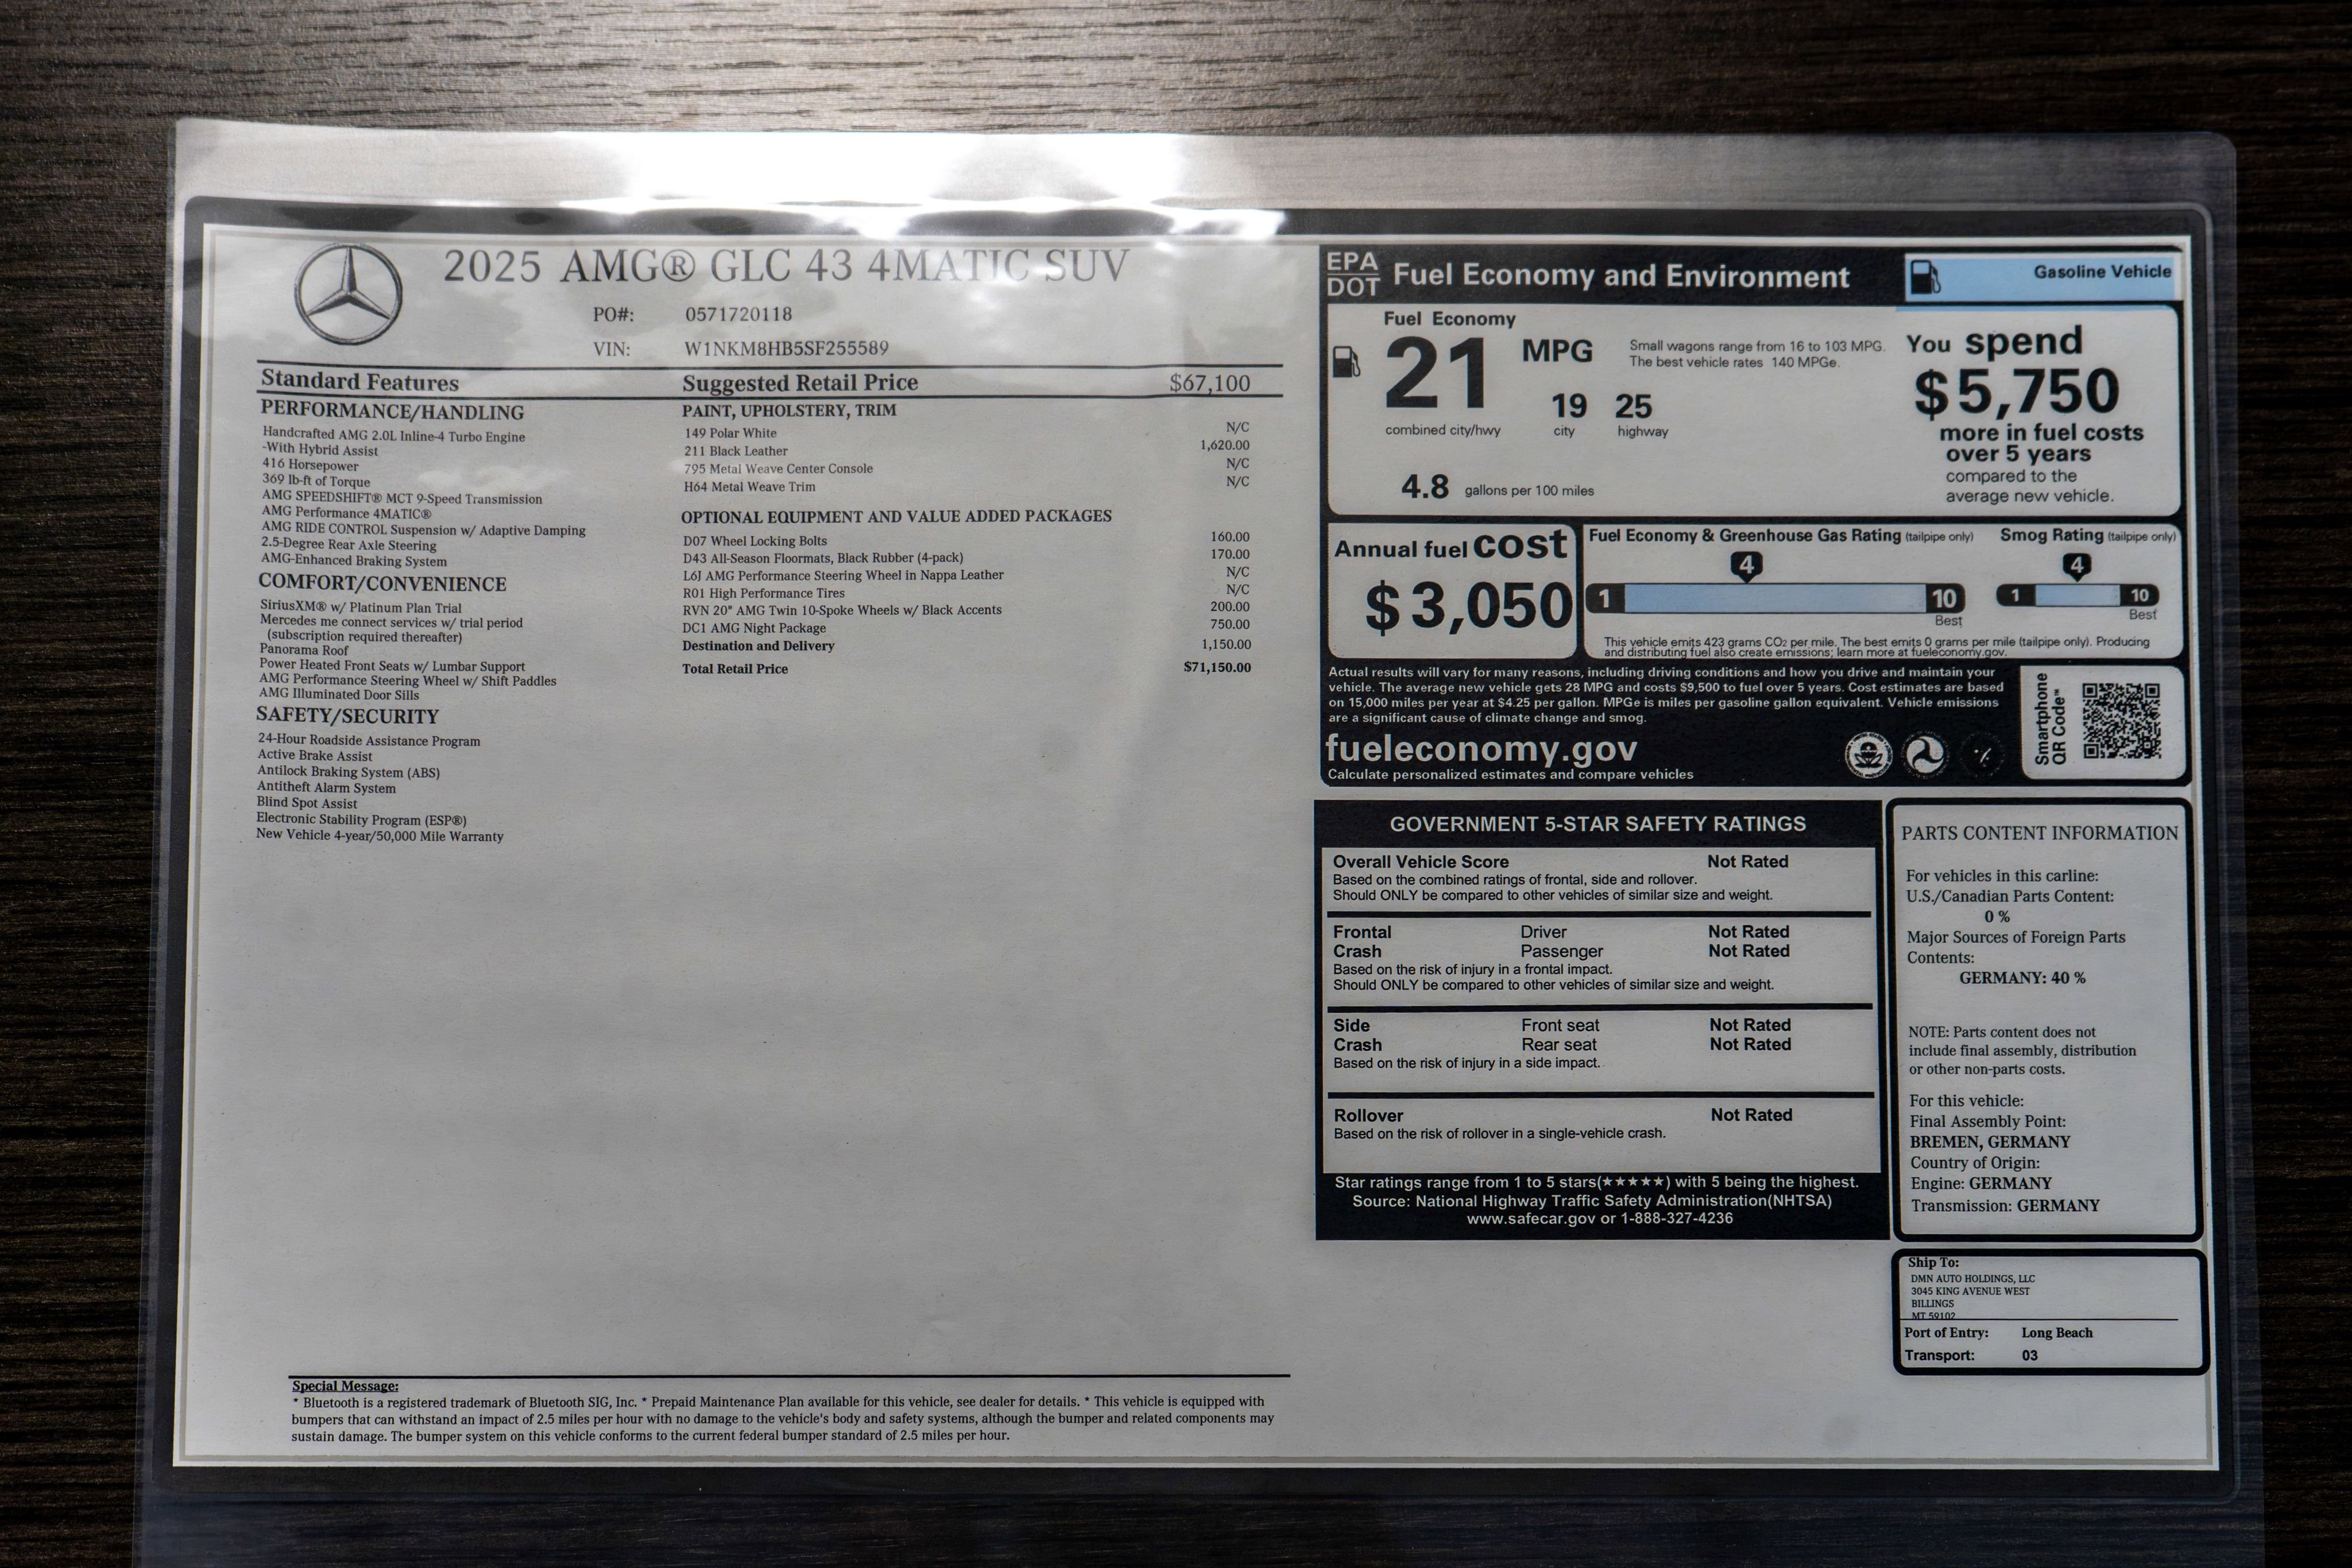 2025 AMG® GLC 43 4MATIC SUV
PO#: 0571720118
VIN: W1NKM8HB5SF255589
Standard Features
PERFORMANCE/HANDLING
Handcrafted AMG 2.0L Inline-4 Turbo Engine
-With Hybrid Assist
416 Horsepower
369 lb-ft of Torque
AMG SPEEDSHIFT® MCT 9-Speed Transmission
AMG Performance 4MATIC®
AMG RIDE CONTROL Suspension w/ Adaptive Damping
2.5-Degree Rear Axle Steering
AMG-Enhanced Braking System
COMFORT/CONVENIENCE
SiriusXM® w/ Platinum Plan Trial
Mercedes me connect services w/ trial period
(subscription required thereafter)
Panorama Roof
Power Heated Front Seats w/ Lumbar Support
AMG Performance Steering Wheel w/ Shift Paddles
AMG Illuminated Door Sills
SAFETY/SECURITY
24-Hour Roadside Assistance Program
Active Brake Assist
Antilock Braking System (ABS)
Antitheft Alarm System
Blind Spot Assist
Electronic Stability Program (ESP®)
New Vehicle 4-year/50,000 Mile Warranty
Suggested Retail Price $67,100
PAINT, UPHOLSTERY, TRIM
149 Polar White N/C
211 Black Leather 1,620.00
795 Metal Weave Center Console N/C
H64 Metal Weave Trim N/C
OPTIONAL EQUIPMENT AND VALUE ADDED PACKAGES
D07 Wheel Locking Bolts 160.00
D43 All-Season Floormats, Black Rubber (4-pack) 170.00
L6J AMG Performance Steering Wheel in Nappa Leather N/C
R01 High Performance Tires N/C
RVN 20" AMG Twin 10-Spoke Wheels w/ Black Accents 200.00
DC1 AMG Night Package 750.00
Destination and Delivery 1,150.00
Total Retail Price $71,150.00
Special Message:
* Bluetooth is a registered trademark of Bluetooth SIG, Inc. * Prepaid Maintenance Plan available for this vehicle, see dealer for details. * This vehicle is equipped with
bumpers that can withstand an impact of 2.5 miles per hour with no damage to the vehicle's body and safety systems, although the bumper and related components may
sustain damage. The bumper system on this vehicle conforms to the current federal bumper standard of 2.5 miles per hour.
EPA
DOT
Fuel Economy and Environment
Gasoline Vehicle
Fuel Economy
21 MPG
combined city/hwy
19 city
25 highway
4.8 gallons per 100 miles
Small wagons range from 16 to 103 MPG.
The best vehicle rates 140 MPGe.
You spend
$5,750
more in fuel costs
over 5 years
compared to the
average new vehicle.
Annual fuel cost
$3,050
Fuel Economy & Greenhouse Gas Rating (tailpipe only)
4
1 10
Best
Smog Rating (tailpipe only)
4
1 10
Best
This vehicle emits 423 grams CO2 per mile. The best emits 0 grams per mile (tailpipe only). Producing
and distributing fuel also create emissions; learn more at fueleconomy.gov.
Actual results will vary for many reasons, including driving conditions and how you drive and maintain your
vehicle. The average new vehicle gets 28 MPG and costs $9,500 to fuel over 5 years. Cost estimates are based
on 15,000 miles per year at $4.25 per gallon. MPGe is miles per gasoline gallon equivalent. Vehicle emissions
are a significant cause of climate change and smog.
fueleconomy.gov
Calculate personalized estimates and compare vehicles
Smartphone
QR Code™
GOVERNMENT 5-STAR SAFETY RATINGS
Overall Vehicle Score Not Rated
Based on the combined ratings of frontal, side and rollover.
Should ONLY be compared to other vehicles of similar size and weight.
Frontal Driver Not Rated
Crash Passenger Not Rated
Based on the risk of injury in a frontal impact.
Should ONLY be compared to other vehicles of similar size and weight.
Side Front seat Not Rated
Crash Rear seat Not Rated
Based on the risk of injury in a side impact.
Rollover Not Rated
Based on the risk of rollover in a single-vehicle crash.
Star ratings range from 1 to 5 stars(★★★★★) with 5 being the highest.
Source: National Highway Traffic Safety Administration(NHTSA)
www.safecar.gov or 1-888-327-4236
PARTS CONTENT INFORMATION
For vehicles in this carline:
U.S./Canadian Parts Content:
0 %
Major Sources of Foreign Parts
Contents:
GERMANY: 40 %
NOTE: Parts content does not
include final assembly, distribution
or other non-parts costs.
For this vehicle:
Final Assembly Point:
BREMEN, GERMANY
Country of Origin:
Engine: GERMANY
Transmission: GERMANY
Ship To:
DMN AUTO HOLDINGS, LLC
3045 KING AVENUE WEST
BILLINGS
MT 59102
Port of Entry: Long Beach
Transport: 03